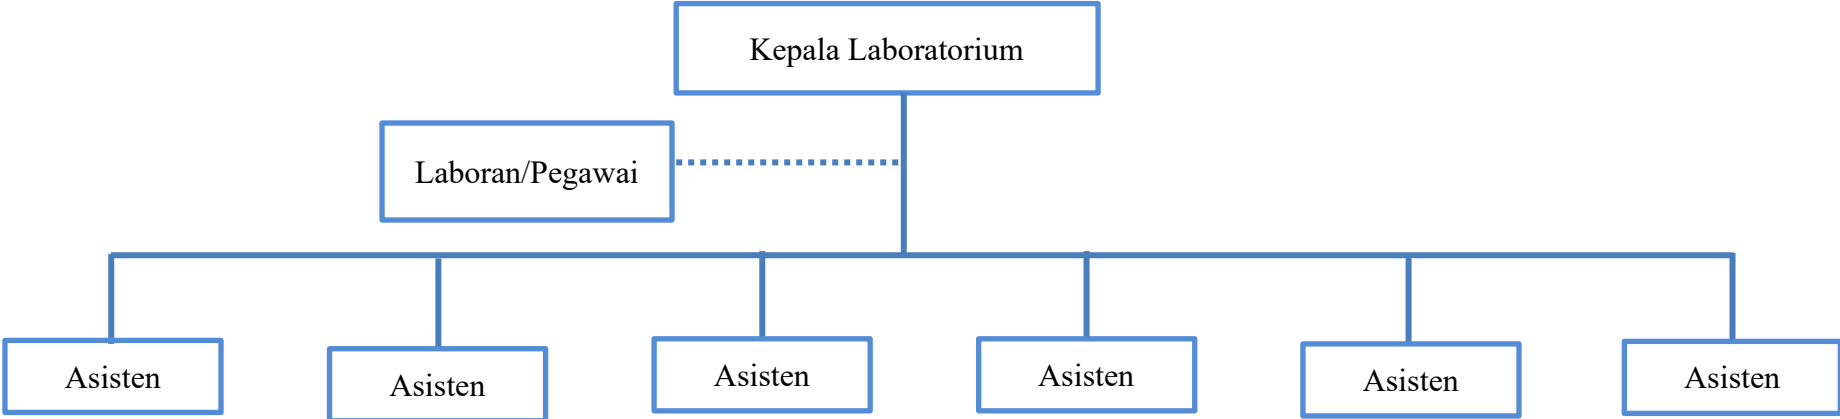 Kepala Laboratorium
Laboran/Pegawai
Asisten
Asisten
Asisten
Asisten
Asisten
Asisten